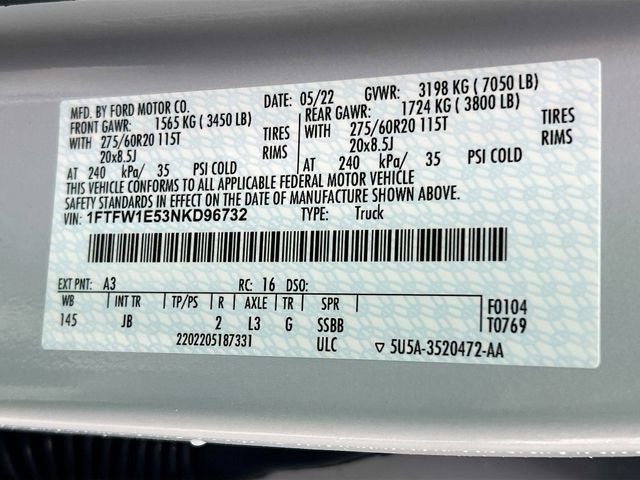 MFD. BY FORD MOTOR CO. DATE: 05/22 GVWR: 3198 KG ( 7050 LB)
FRONT GAWR: 1565 KG ( 3450 LB) REAR GAWR: 1724 KG ( 3800 LB)
WITH 275/60R20 115T TIRES WITH 275/60R20 115T TIRES
20x8.5J RIMS 20x8.5J RIMS
AT 240 kPa/ 35 PSI COLD AT 240 kPa/ 35 PSI COLD
THIS VEHICLE CONFORMS TO ALL APPLICABLE FEDERAL MOTOR VEHICLE
SAFETY STANDARDS IN EFFECT ON THE DATE OF MANUFACTURE SHOWN ABOVE.
VIN: 1FTFW1E53NKD96732 TYPE: Truck
EXT PNT: A3 RC: 16 DSO:
WB INT TR TP/PS R AXLE TR SPR F0104
145 JB 2 L3 G SSBB T0769
2202205187331 ULC ▽ 5U5A-3520472-AA